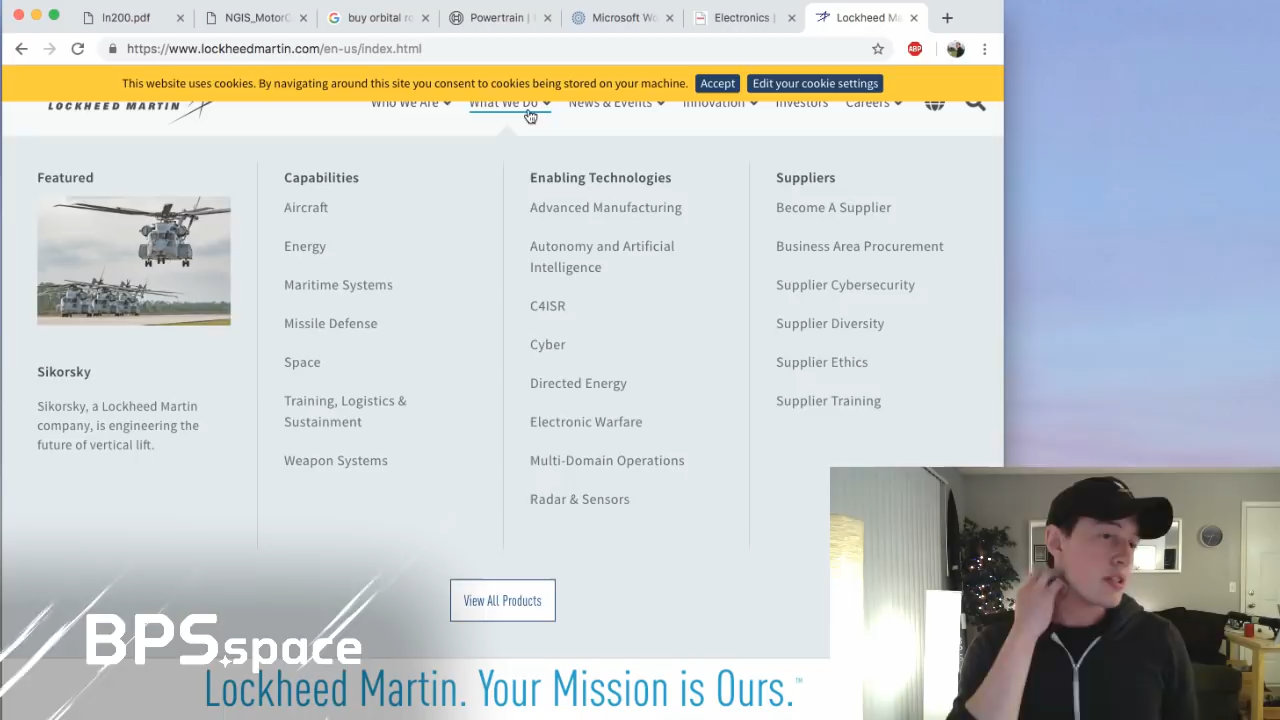 ln200.pdf
NGIS_MotorC
buy orbital ro
Powertrain |
Microsoft Wo
Electronics |
Lockheed Ma
https://www.lockheedmartin.com/en-us/index.html
ABP
This website uses cookies. By navigating around this site you consent to cookies being stored on your machine. Accept Edit your cookie settings
LOCKHEED MARTIN
Who We Are What We Do News & Events Innovation Investors Careers
Featured
Sikorsky
Sikorsky, a Lockheed Martin
company, is engineering the
future of vertical lift.
Capabilities
Aircraft
Energy
Maritime Systems
Missile Defense
Space
Training, Logistics &
Sustainment
Weapon Systems
Enabling Technologies
Advanced Manufacturing
Autonomy and Artificial
Intelligence
C4ISR
Cyber
Directed Energy
Electronic Warfare
Multi-Domain Operations
Radar & Sensors
Suppliers
Become A Supplier
Business Area Procurement
Supplier Cybersecurity
Supplier Diversity
Supplier Ethics
Supplier Training
View All Products
BPS.space
Lockheed Martin. Your Mission is Ours.™